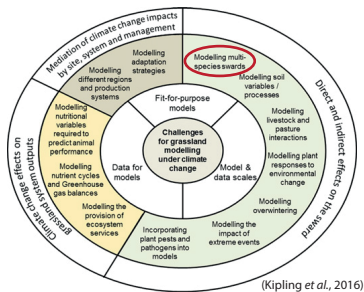 Mediation of climate change impacts
by site, system and management
Direct and indirect effects on the sward
Climate change effects on
grassland system outputs
Modelling
adaptation
strategies
Modelling
different regions
and production
systems
Modelling multi-
species swards
Modelling soil
variables /
processes
Modelling
livestock and
pasture
interactions
Modelling plant
responses to
environmental
change
Modelling
overwintering
Modelling the
impact of
extreme events
Incorporating
plant pests and
pathogens into
models
Modelling the
provision of
ecosystem
services
Modelling
nutrient cycles and
Greenhouse
gas balances
Modelling
nutritional
variables
required to
predict animal
performance
Fit-for-purpose
models
Data for
models
Model &
data scales
Challenges
for grassland
modelling
under climate
change
(Kipling et al., 2016)